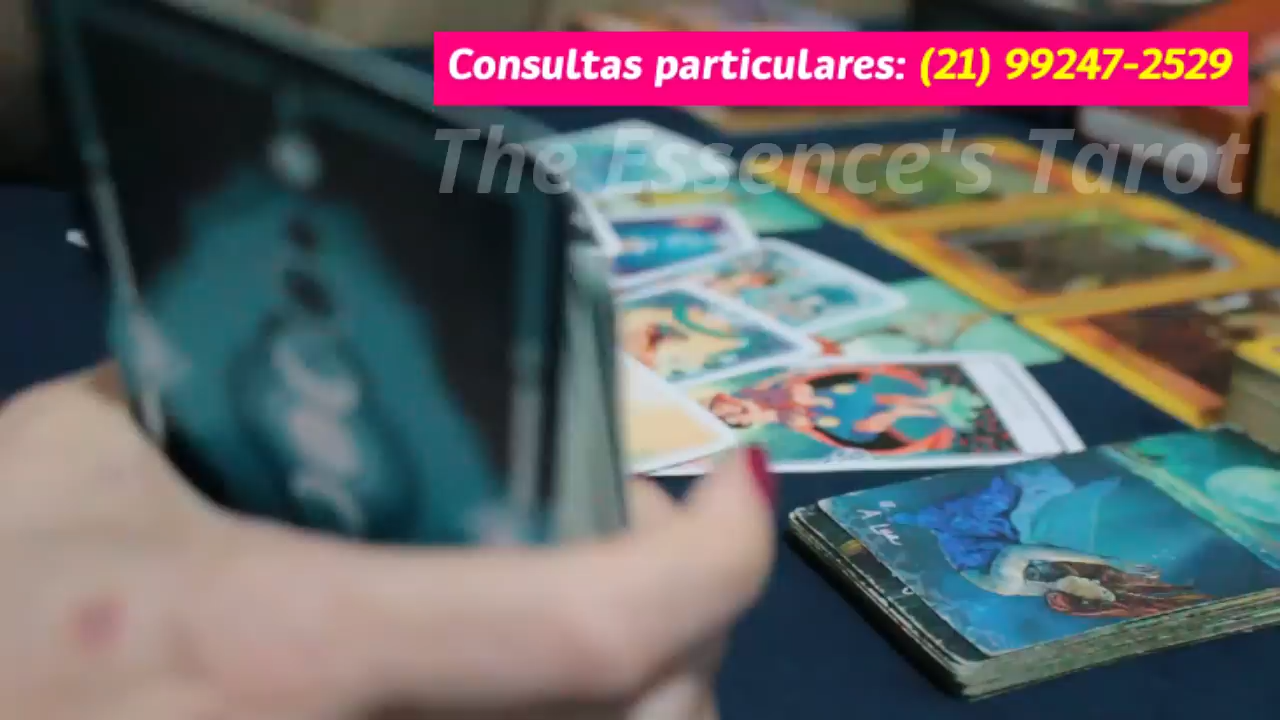 Consultas particulares: (21) 99247-2529
The Essence's Tarot
A Lua